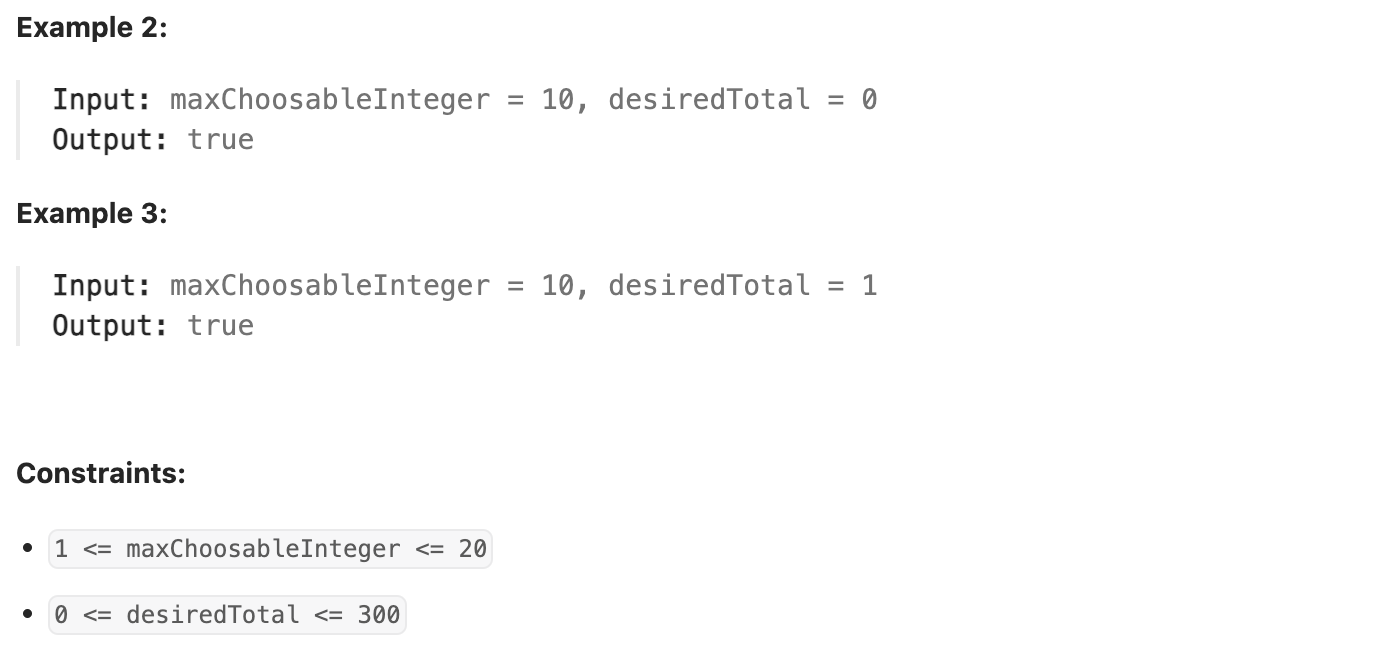 Example 2:
Input: maxChoosableInteger = 10, desiredTotal = 0
Output: true
Example 3:
Input: maxChoosableInteger = 10, desiredTotal = 1
Output: true
Constraints:
• 1 <= maxChoosableInteger <= 20
• 0 <= desiredTotal <= 300